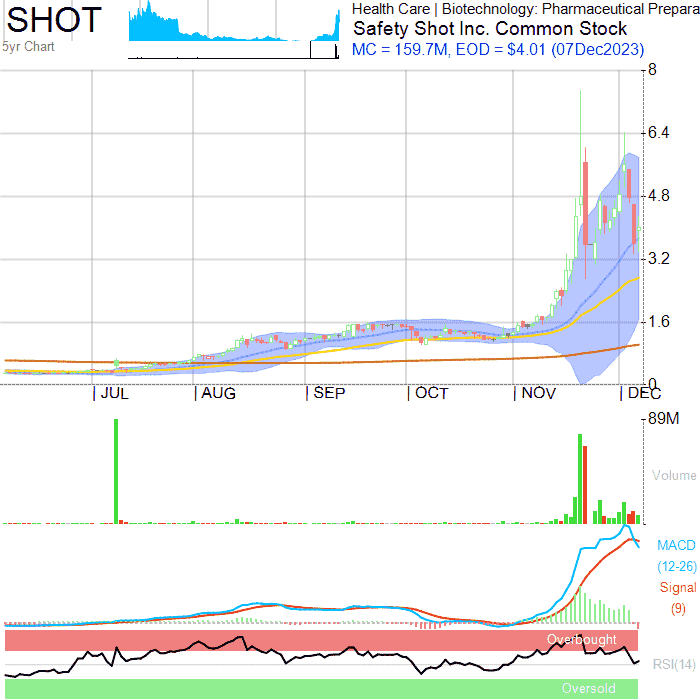 SHOT
5yr Chart
Health Care | Biotechnology: Pharmaceutical Prepara
Safety Shot Inc. Common Stock
MC = 159.7M, EOD = $4.01 (07Dec2023)
8
6.4
4.8
3.2
1.6
0
JUL AUG SEP OCT NOV DEC
89M
Volume
MACD
(12-26)
Signal
(9)
Overbought
RSI(14)
Oversold